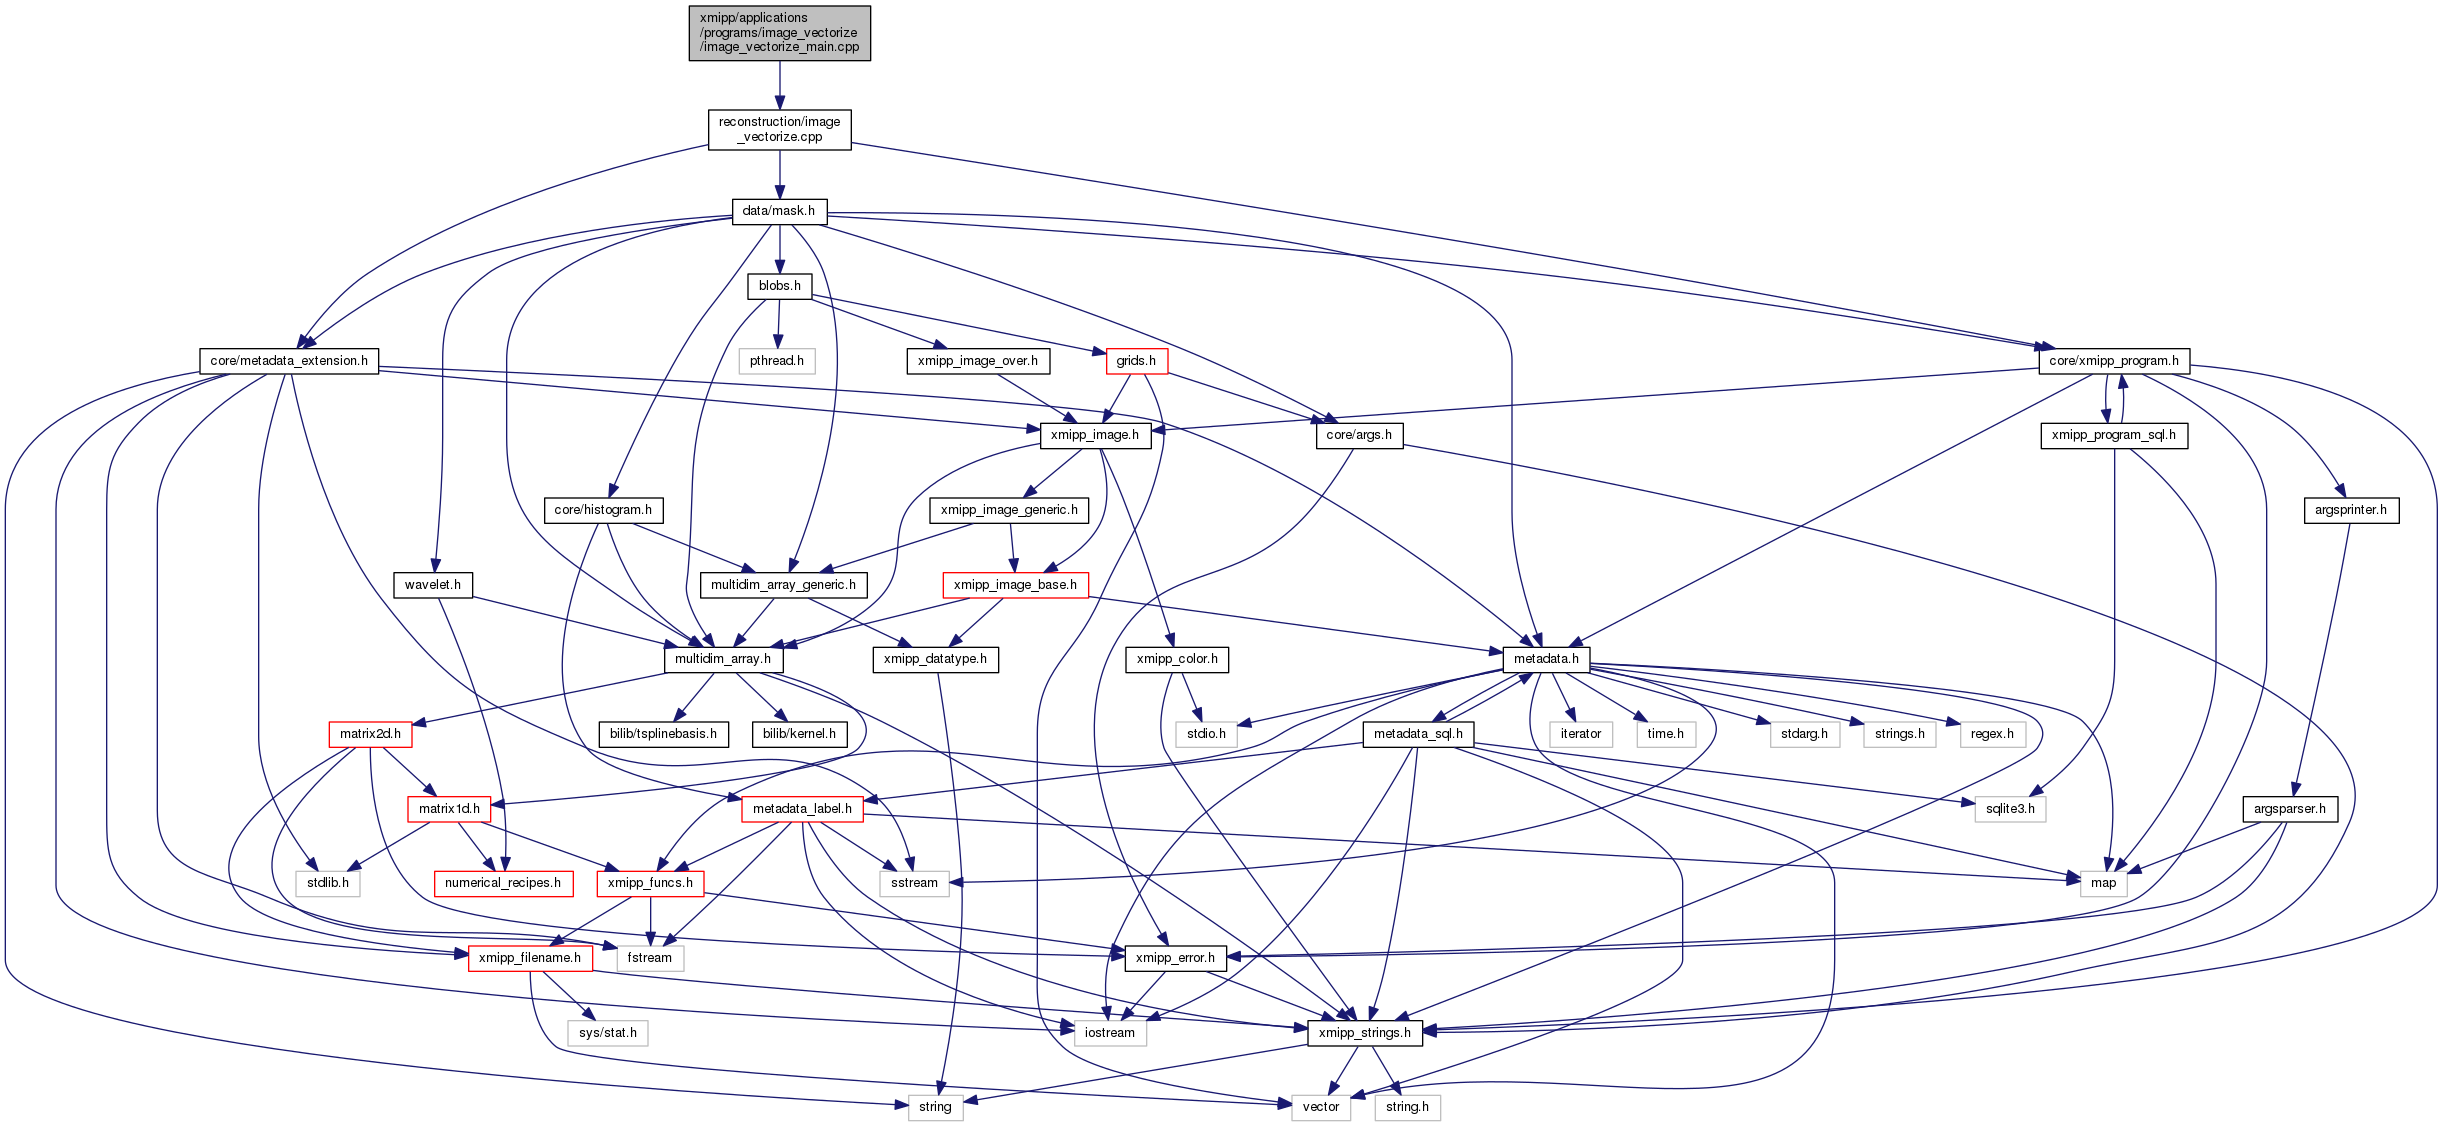 xmipp/applications
/programs/image_vectorize
/image_vectorize_main.cpp
reconstruction/image
_vectorize.cpp
data/mask.h
blobs.h
core/metadata_extension.h
pthread.h
xmipp_image_over.h
grids.h
core/xmipp_program.h
xmipp_image.h
core/args.h
xmipp_program_sql.h
core/histogram.h
xmipp_image_generic.h
argsprinter.h
wavelet.h
multidim_array_generic.h
xmipp_image_base.h
multidim_array.h
xmipp_datatype.h
xmipp_color.h
metadata.h
matrix2d.h
bilib/tsplinebasis.h
bilib/kernel.h
stdio.h
metadata_sql.h
iterator
time.h
stdarg.h
strings.h
regex.h
matrix1d.h
metadata_label.h
sqlite3.h
argsparser.h
stdlib.h
numerical_recipes.h
xmipp_funcs.h
sstream
map
xmipp_filename.h
fstream
xmipp_error.h
sys/stat.h
iostream
xmipp_strings.h
string
vector
string.h